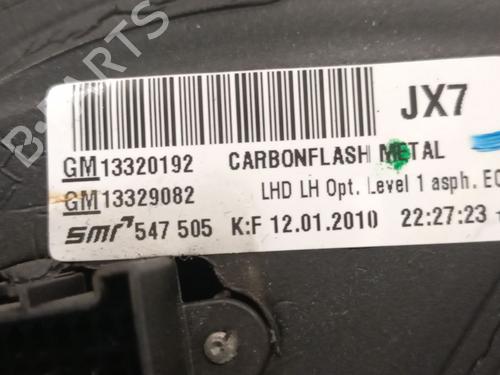 B-PARTS
JX7
GM13320192 CARBONFLASH METAL
GM13329082 LHD LH Opt. Level 1 asph. EC
smr 547 505 K:F 12.01.2010 22:27:23